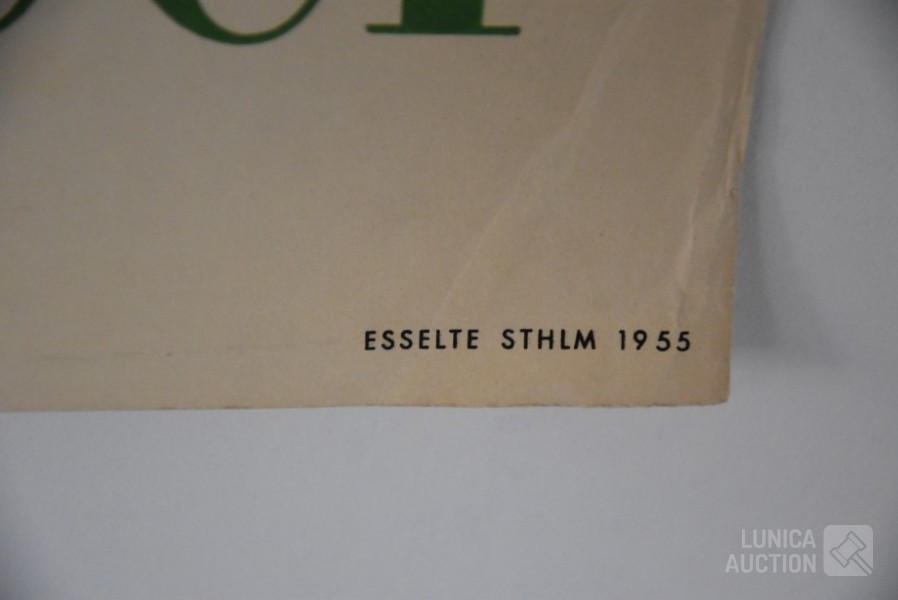 ESSELTE STHLM 1955
LUNICA
AUCTION